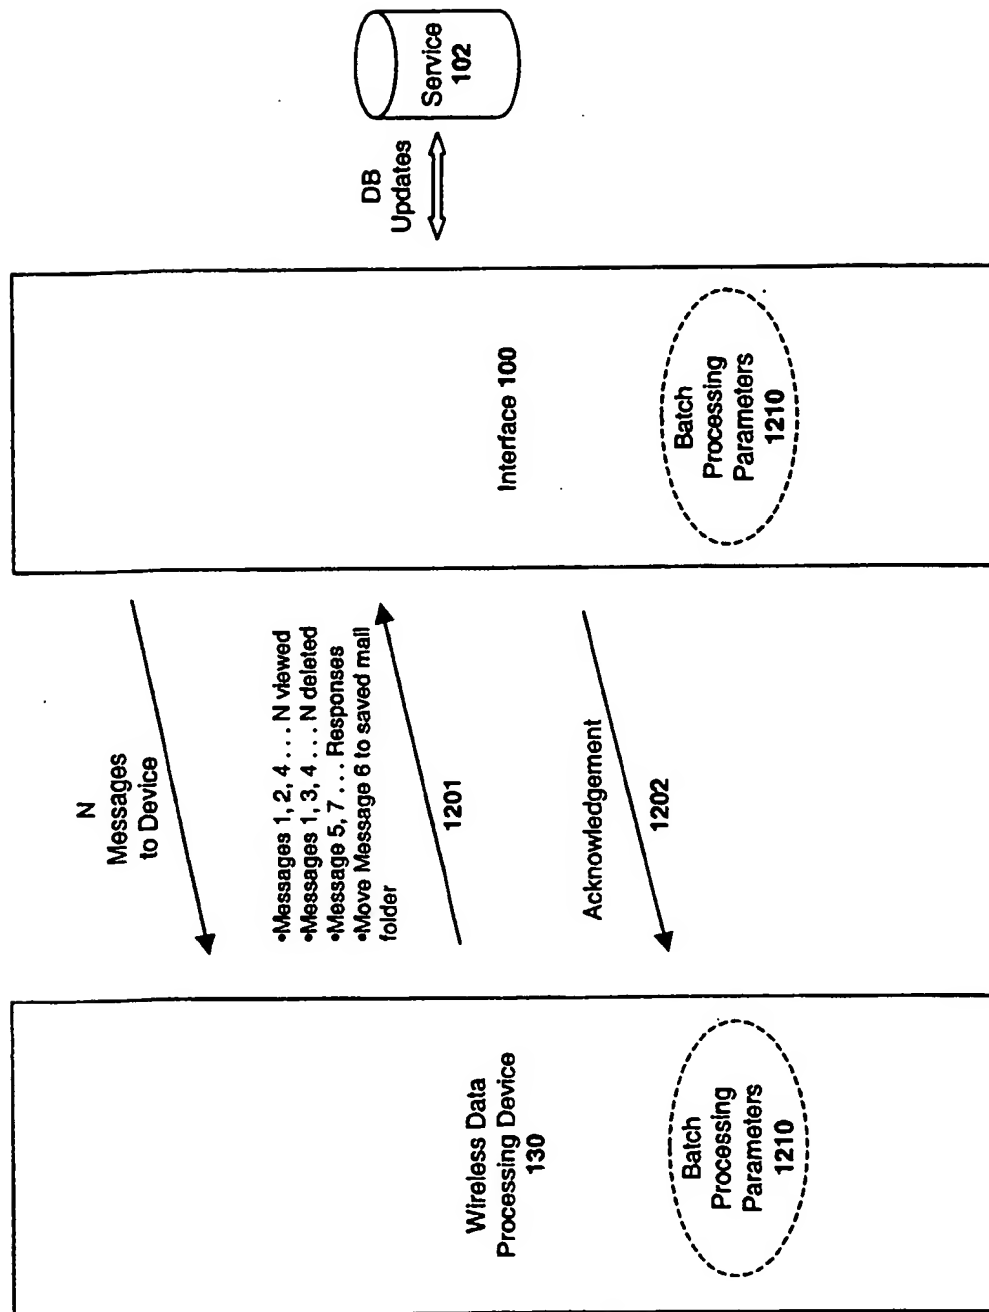 N
Messages
to Device
•Messages 1, 2, 4 . . . N viewed
•Messages 1, 3, 4 . . . N deleted
•Message 5, 7 . . . Responses
•Move Message 6 to saved mail
folder
1201
Acknowledgement
1202
Wireless Data
Processing Device
130
Batch
Processing
Parameters
1210
Interface 100
Batch
Processing
Parameters
1210
DB
Updates
Service
102